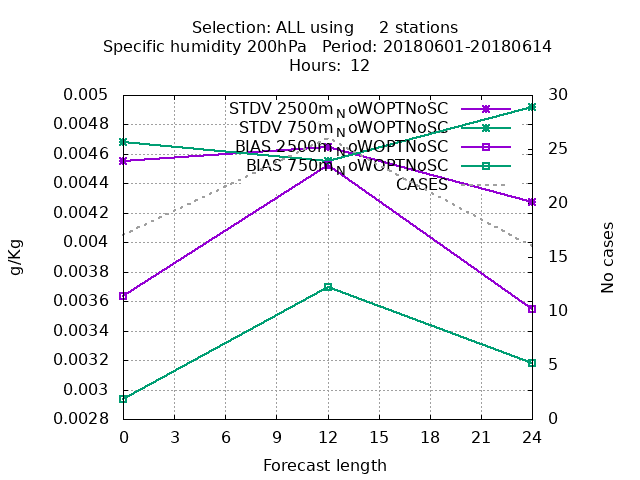 Selection: ALL using     2 stations
Specific humidity 200hPa   Period: 20180601-20180614
Hours: 12
0.005
0.0048
0.0046
0.0044
0.0042
0.004
0.0038
0.0036
0.0034
0.0032
0.003
0.0028
g/Kg
STDV 2500m_NoWOPTNoSC
STDV 750m_NoWOPTNoSC
BIAS 2500m_NoWOPTNoSC
BIAS 750m_NoWOPTNoSC
CASES
30
25
20
15
10
5
0
No cases
0 3 6 9 12 15 18 21 24
Forecast length